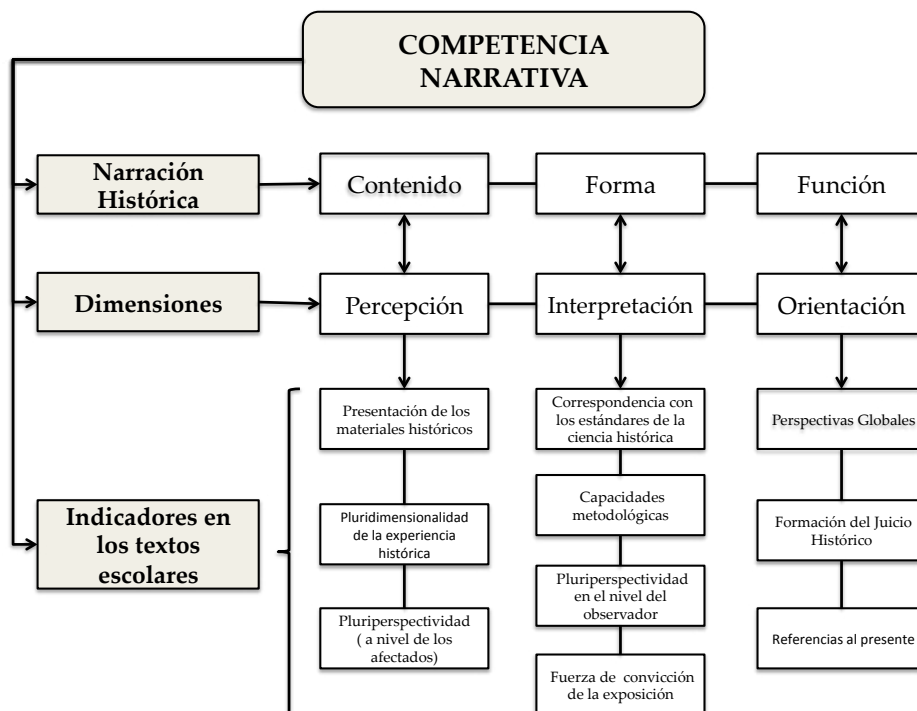 COMPETENCIA
NARRATIVA
Narración
Histórica
Contenido
Forma
Función
Dimensiones
Percepción
Interpretación
Orientación
Indicadores en
los textos
escolares
Presentación de los
materiales históricos
Pluridimensionalidad
de la experiencia
histórica
Pluriperspectividad
( a nivel de los
afectados)
Correspondencia con
los estándares de la
ciencia histórica
Capacidades
metodológicas
Pluriperspectividad
en el nivel del
observador
Fuerza de convicción
de la exposición
Perspectivas Globales
Formación del Juicio
Histórico
Referencias al presente